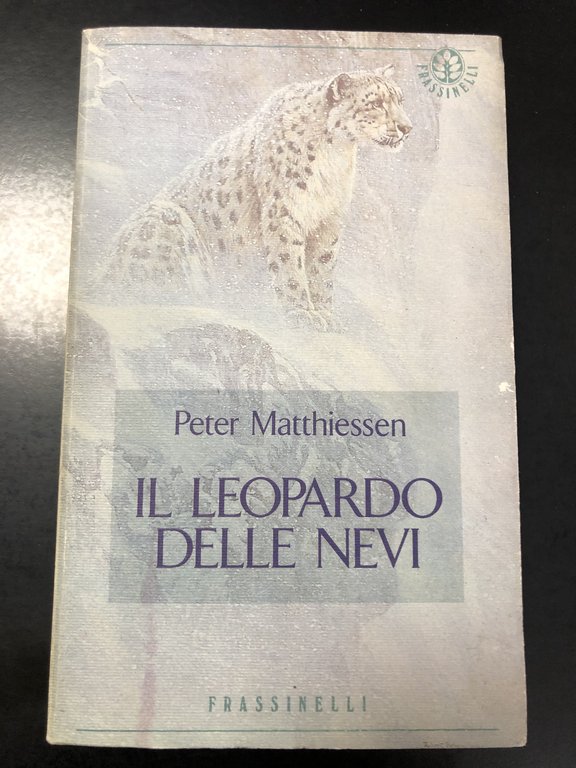 FRASSINELLI
Peter Matthiessen
IL LEOPARDO
DELLE NEVI
FRASSINELLI